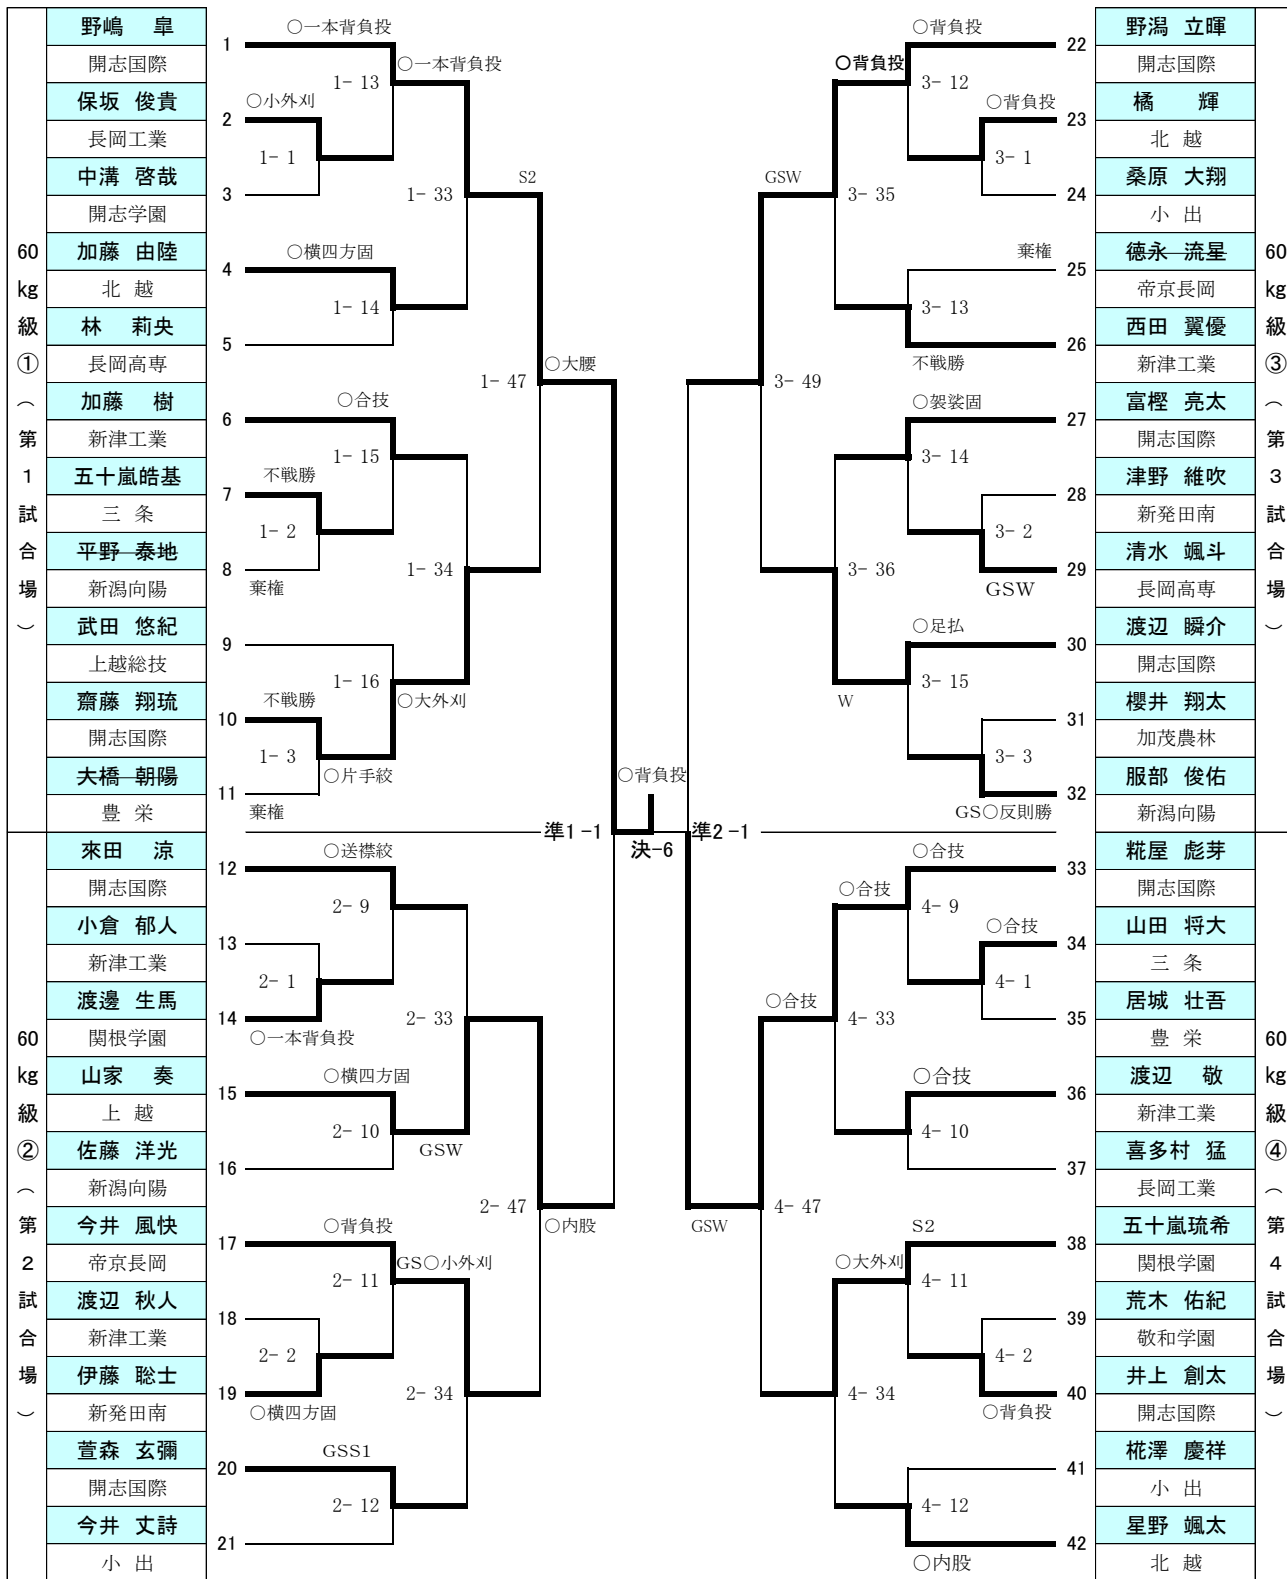 60kg級①（第1試合場）
野嶋 皐
開志国際
1
保坂 俊貴
長岡工業
2
中溝 啓哉
開志学園
3
加藤 由陸
北越
4
林 莉央
長岡高専
5
加藤 樹
新津工業
6
五十嵐皓基
三条
7
平野 泰地
新潟向陽
8
武田 悠紀
上越総技
9
齋藤 翔琉
開志国際
10
大橋 朝陽
豊栄
11
○一本背負投
1- 13
○一本背負投
○小外刈
1- 1
1- 33
S2
○横四方固
1- 14
1- 47
○大腰
○合技
1- 15
不戦勝
1- 2
棄権
1- 34
1- 16
○大外刈
不戦勝
1- 3
○片手絞
棄権
60kg級②（第2試合場）
來田 涼
開志国際
12
小倉 郁人
新津工業
13
渡邊 生馬
関根学園
14
山家 奏
上越
15
佐藤 洋光
新潟向陽
16
今井 風快
帝京長岡
17
渡辺 秋人
新津工業
18
伊藤 聡士
新発田南
19
萱森 玄彌
開志国際
20
今井 丈詩
小出
21
○送襟絞
2- 9
2- 1
○一本背負投
2- 33
○横四方固
2- 10
GSW
2- 47
○内股
○背負投
2- 11
GS○小外刈
2- 2
○横四方固
2- 34
GSS1
2- 12
準1-1
○背負投
決-6
準2-1
60kg級③（第3試合場）
野潟 立暉
開志国際
22
橘 輝
北越
23
桑原 大翔
小出
24
德永 流星
帝京長岡
25
西田 翼優
新津工業
26
富樫 亮太
開志国際
27
津野 維吹
新発田南
28
清水 颯斗
長岡高専
29
渡辺 瞬介
開志国際
30
櫻井 翔太
加茂農林
31
服部 俊佑
新潟向陽
32
○背負投
○背負投
3- 12
○背負投
3- 1
GSW
3- 35
棄権
3- 13
不戦勝
3- 49
○袈裟固
3- 14
3- 2
GSW
3- 36
○足払
3- 15
W
3- 3
GS○反則勝
60kg級④（第4試合場）
糀屋 彪芽
開志国際
33
山田 将大
三条
34
居城 壮吾
豊栄
35
渡辺 敬
新津工業
36
喜多村 猛
長岡工業
37
五十嵐琉希
関根学園
38
荒木 佑紀
敬和学園
39
井上 創太
開志国際
40
椛澤 慶祥
小出
41
星野 颯太
北越
42
○合技
○合技
4- 9
○合技
4- 1
○合技
4- 33
○合技
4- 10
GSW
4- 47
S2
○大外刈
4- 11
4- 2
○背負投
4- 34
4- 12
○内股